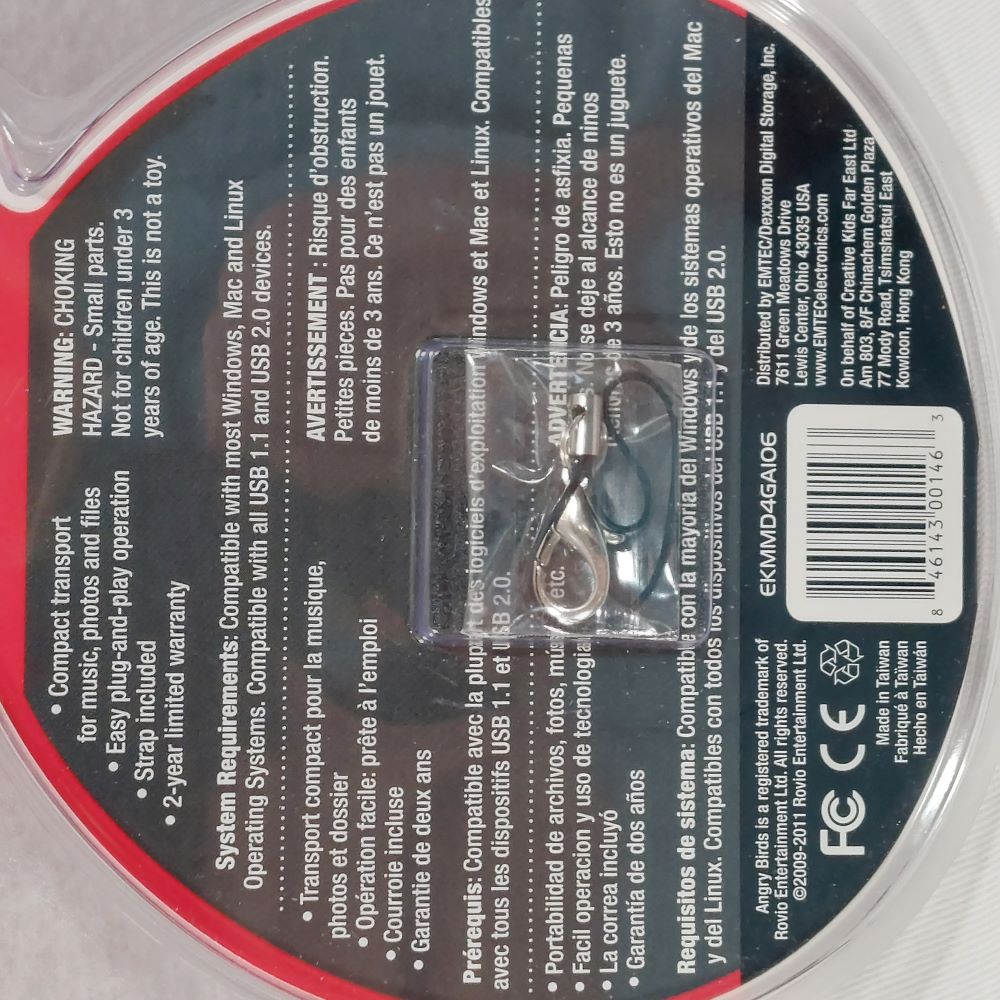 • Compact transport
for music, photos and files
• Easy plug-and-play operation
• Strap included
• 2-year limited warranty
WARNING: CHOKING
HAZARD - Small parts.
Not for children under 3
years of age. This is not a toy.
System Requirements: Compatible with most Windows, Mac and Linux
Operating Systems. Compatible with all USB 1.1 and USB 2.0 devices.
• Transport compact pour la musique,
photos et dossier
• Opération facile: prête à l'emploi
• Courroie incluse
• Garantie de deux ans
AVERTISSEMENT : Risque d'obstruction.
Petites pieces. Pas pour des enfants
de moins de 3 ans. Ce n'est pas un jouet.
Prérequis: Compatible avec la plup des logiciels d'exploitation indows et Mac et Linux. Compatibles
avec tous les dispositifs USB 1.1 et USB 2.0.
• Portabilidad de archivos, fotos, mus etc.
• Facil operacion y uso de tecnologia
• La correa incluyó
• Garantía de dos años
ADVERTENCIA: Peligro de asfixia. Pequenas
se deje al alcance de ninos
de 3 años. Esto no es un juguete.
Requisitos de sistema: Compatible con la mayoria del Windows y de los sistemas operativos del Mac
y del Linux. Compatibles con todos los dispositivos del USB 1.1 y del USB 2.0.
Angry Birds is a registered trademark of
Rovio Entertainment Ltd. All rights reserved.
©2009-2011 Rovio Entertainment Ltd.
FC CE
Made in Taiwan
Fabriqué à Taiwan
Hecho en Taiwán
EKMMD4GA106
8 46143 00146 3
Distributed by EMTEC/Dexxxon Digital Storage, Inc.
7611 Green Meadows Drive
Lewis Center, Ohio 43035 USA
www.EMTECelectronics.com
On Behalf of Creative Kids Far East Ltd
Am 803, 8/F Chinachem Golden Plaza
77 Mody Road, Tsimshatsui East
Kowloon, Hong Kong